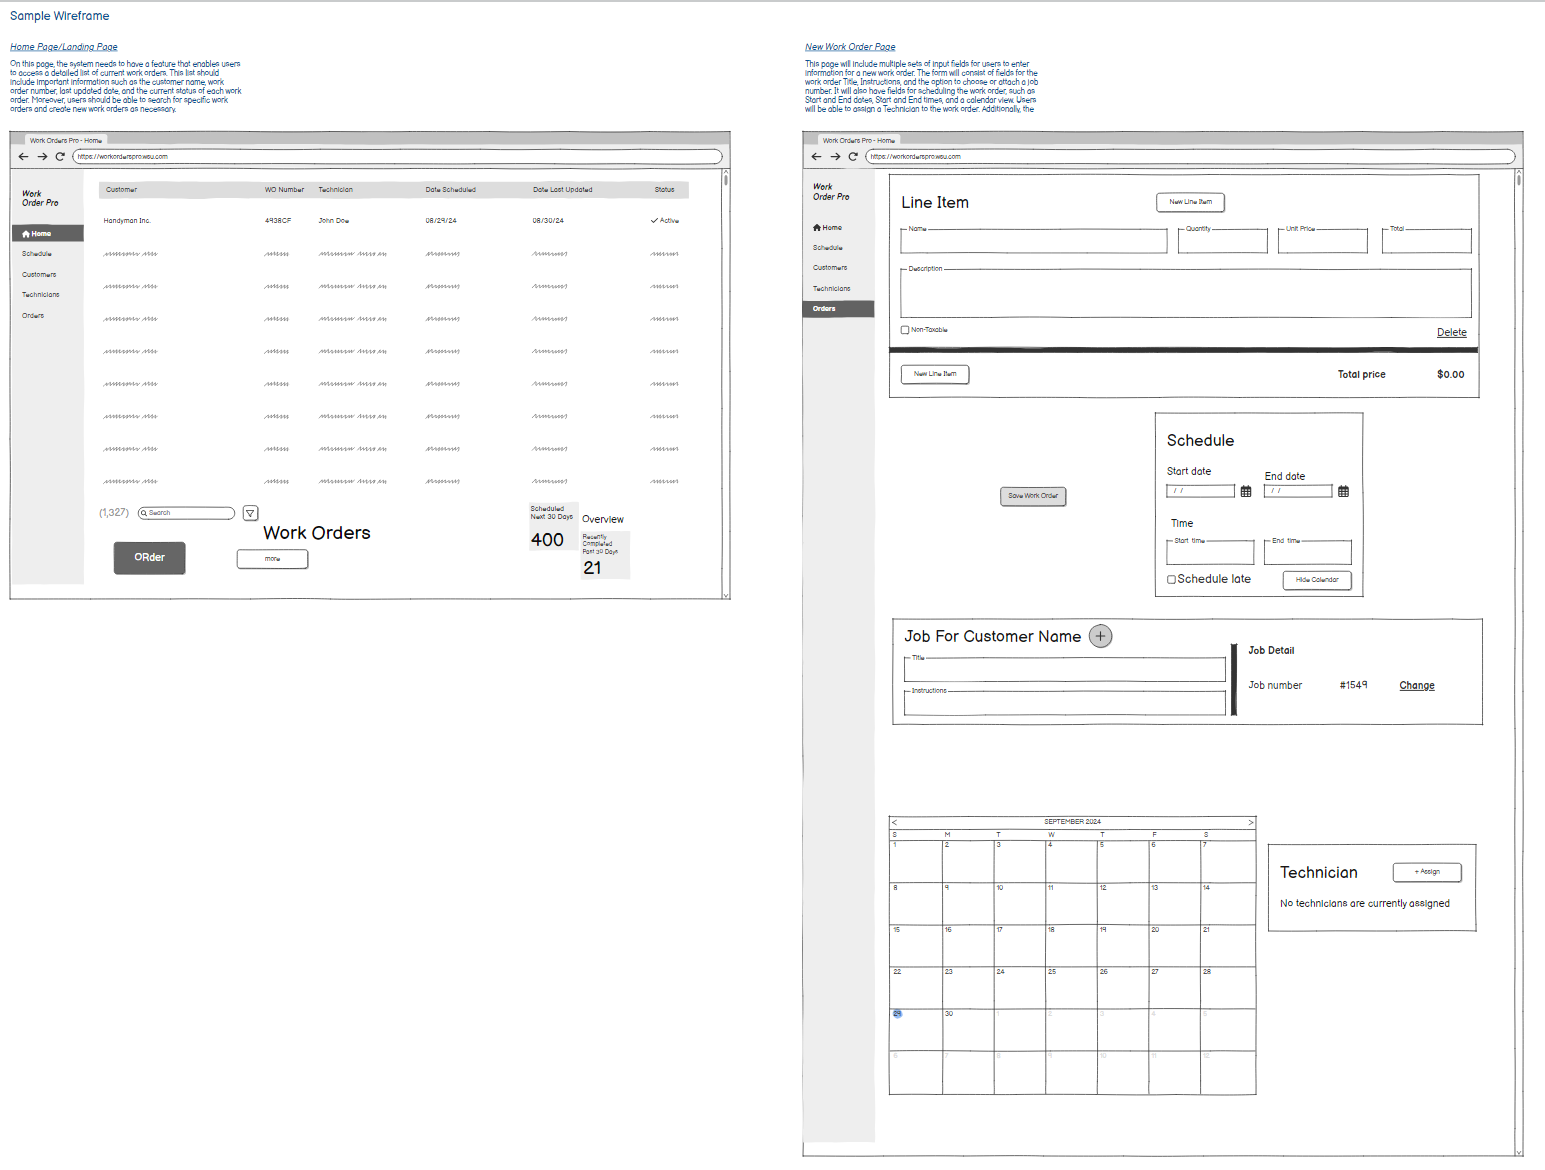 Sample Wireframe
Home Page/Landing Page
On this page, the system needs to have a feature that enables users
to access a detailed list of current work orders. This list should
include important information such as the customer name, work
order number, last updated date, and the current status of each work
order. Moreover, users should be able to search for specific work
orders and create new work orders as necessary.
Work Orders Pro - Home
https://workorderspro.wsu.com
Work
Order Pro
Home
Schedule
Customers
Technicians
Orders
Customer WO Number Technician Date Scheduled Date Last Updated Status
Handyman Inc. 4938CF John Doe 08/29/24 08/30/24 Active
(1,327) Search
Work Orders
ORder
more
Scheduled
Next 30 Days
400
Overview
Recently
Completed
Past 30 Days
21
New Work Order Page
This page will include multiple sets of input fields for users to enter
information for a new work order. The form will consist of fields for the
work order Title, Instructions, and the option to choose or attach a job
number. It will also have fields for scheduling the work order, such as
Start and End dates, Start and End times, and a calendar view. Users
will be able to assign a Technician to the work order. Additionally, the
Work Orders Pro - Home
https://workorderspro.wsu.com
Work
Order Pro
Home
Schedule
Customers
Technicians
Orders
Line Item New Line Item
Name Quantity Unit Price Total
Description
Non-Taxable Delete
New Line Item Total price $0.00
Save Work Order
Schedule
Start date End date
/ / / /
Time
Start time End time
Schedule late Hide Calendar
Job For Customer Name +
Title
Instructions
Job Detail
Job number #1549 Change
< SEPTEMBER 2024 >
S M T W T F S
1 2 3 4 5 6 7
8 9 10 11 12 13 14
15 16 17 18 19 20 21
22 23 24 25 26 27 28
29 30 1 2 3 4 5
6 7 8 9 10 11 12
Technician + Assign
No technicians are currently assigned